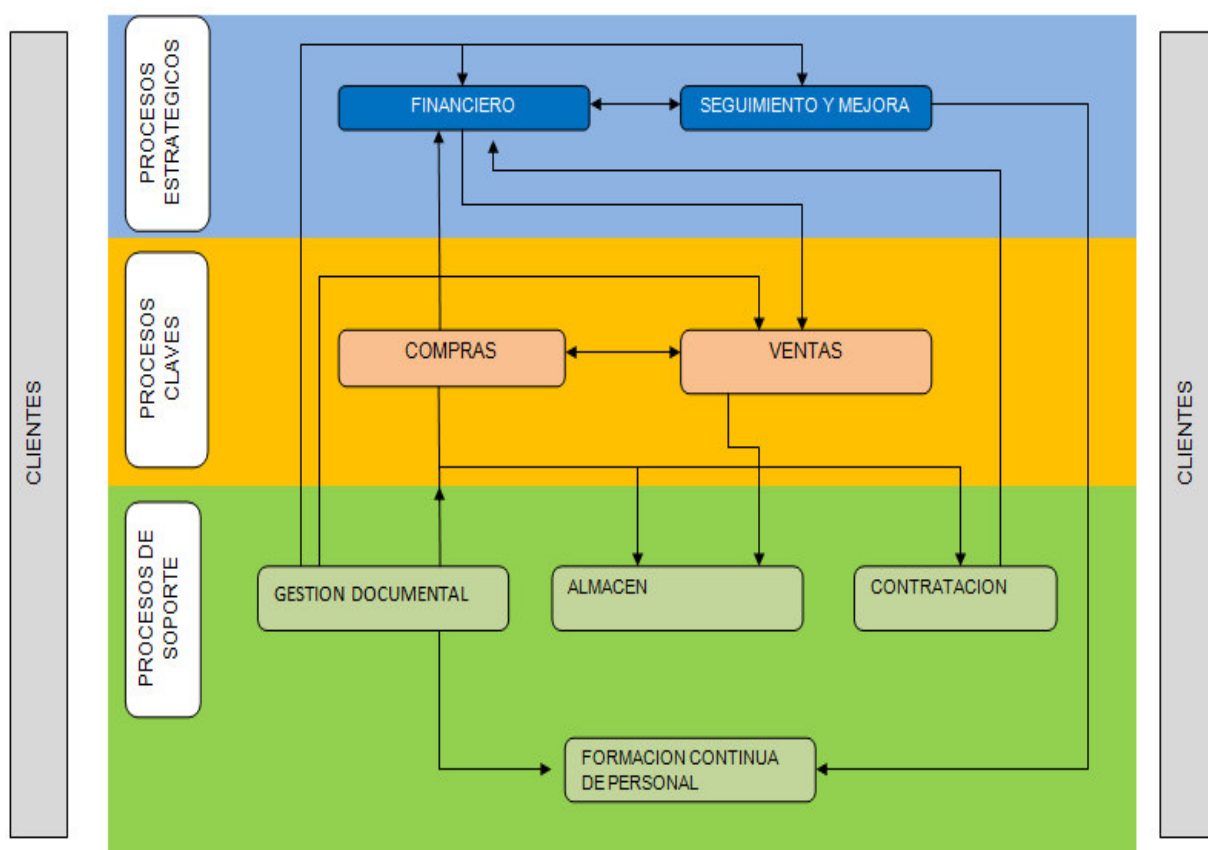 CLIENTES
PROCESOS
ESTRATEGICOS
FINANCIERO
SEGUIMIENTO Y MEJORA
PROCESOS
CLAVES
COMPRAS
VENTAS
PROCESOS DE
SOPORTE
GESTION DOCUMENTAL
ALMACEN
CONTRATACION
FORMACION CONTINUA
DE PERSONAL
CLIENTES